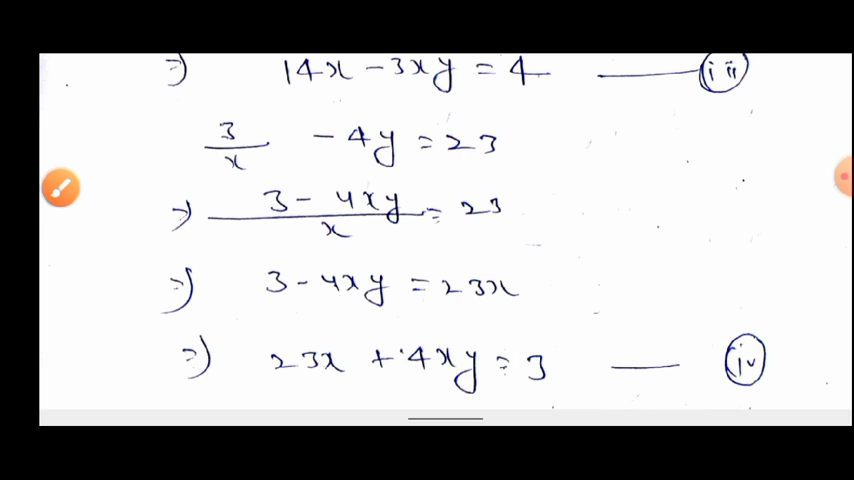 =) 14x - 3xy = 4 —— (iii)
3/x - 4y = 23
=) (3 - 4xy)/x = 23
=) 3 - 4xy = 23x
=) 23x + 4xy = 3 —— (iv)